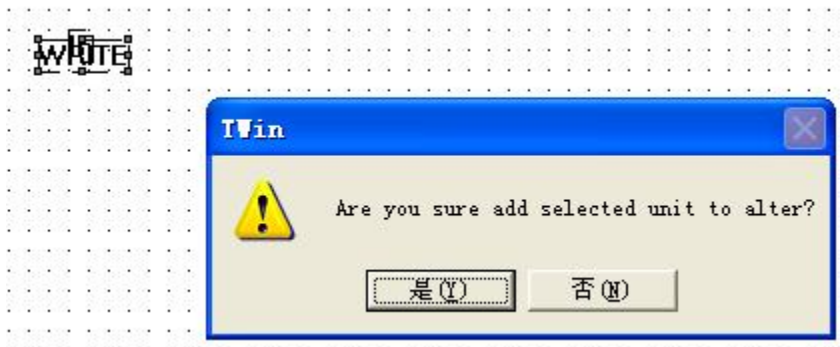 WRITE
TWin
Are you sure add selected unit to alter?
是(Y)
否(N)